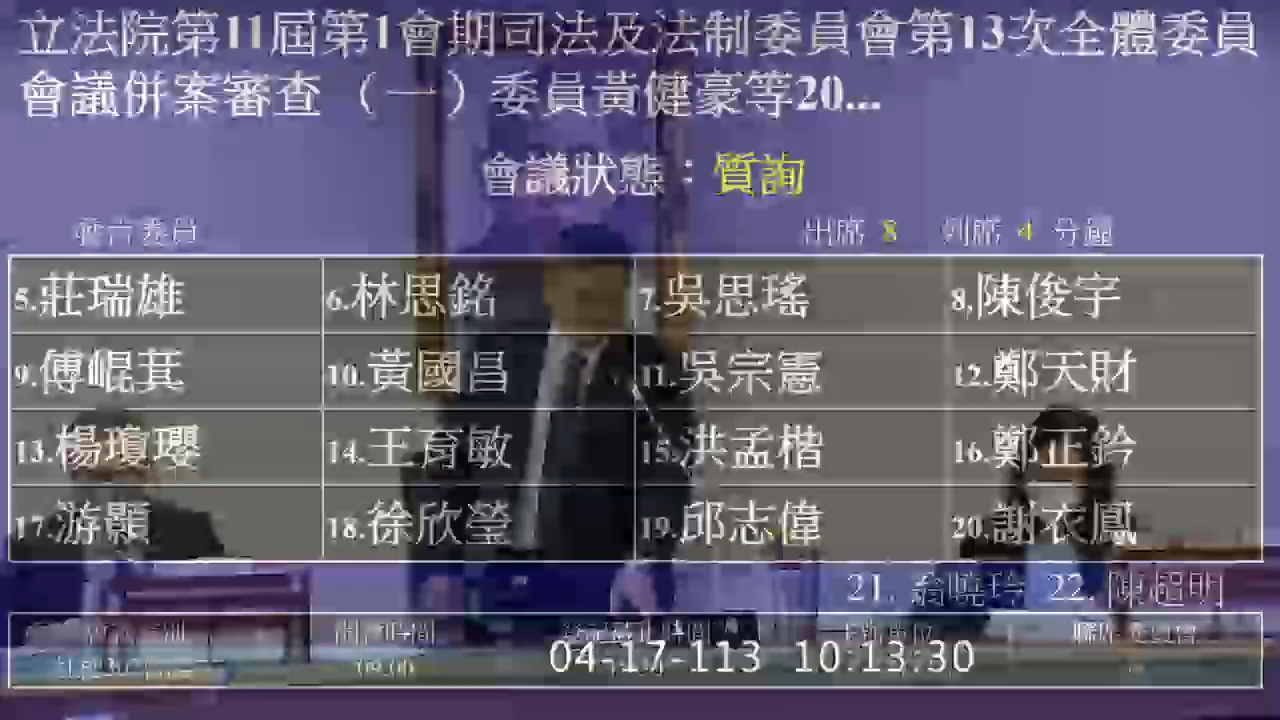 立法院第11屆第1會期司法及法制委員會第13次全體委員
會議併案審查（一）委員黃健豪等20...
會議狀態：質詢
發言委員 出席 8 列席 4 分鐘
5.莊瑞雄 6.林思銘 7.吳思瑤 8.陳俊宇
9.傅崐萁 10.黃國昌 11.吳宗憲 12.鄭天財
13.楊瓊瓔 14.王育敏 15.洪孟楷 16.鄭正鈐
17.游顥 18.徐欣瑩 19.邱志偉 20.謝衣鳳
21. 翁曉玲 22. 陳超明
09:00
04-17-113 10:13:30